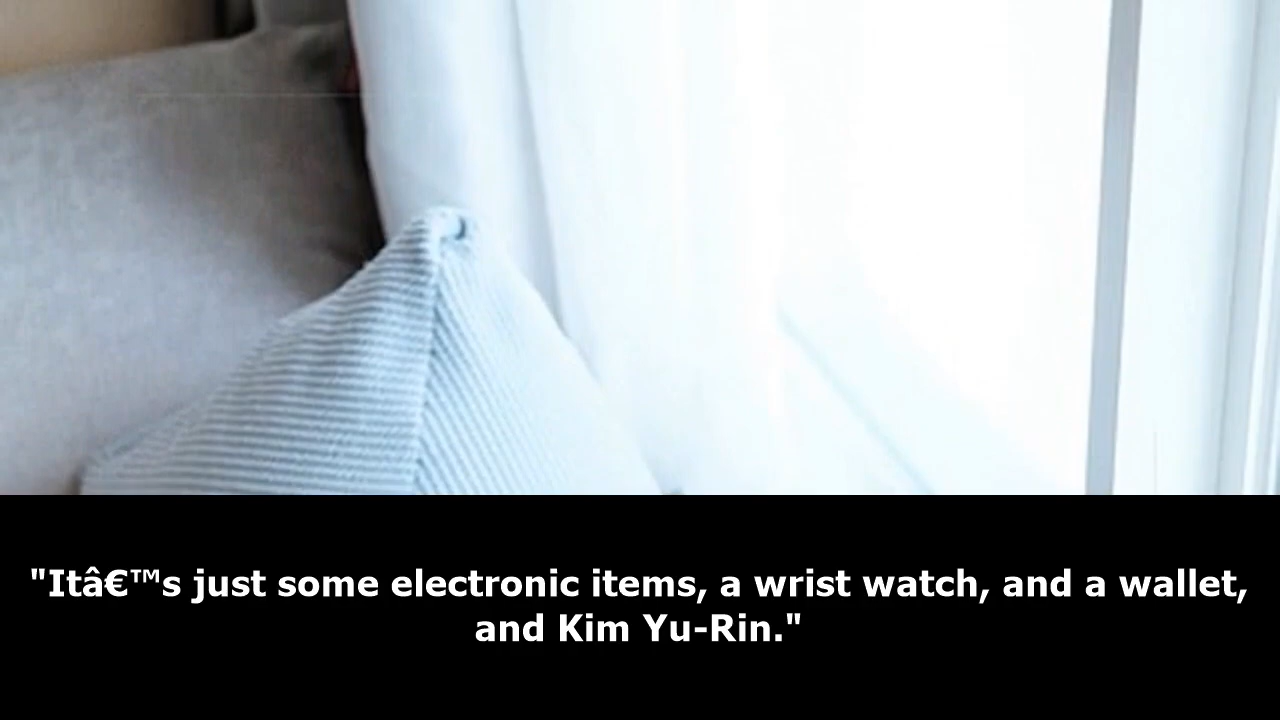 "Itâ€™s just some electronic items, a wrist watch, and a wallet,
and Kim Yu-Rin."